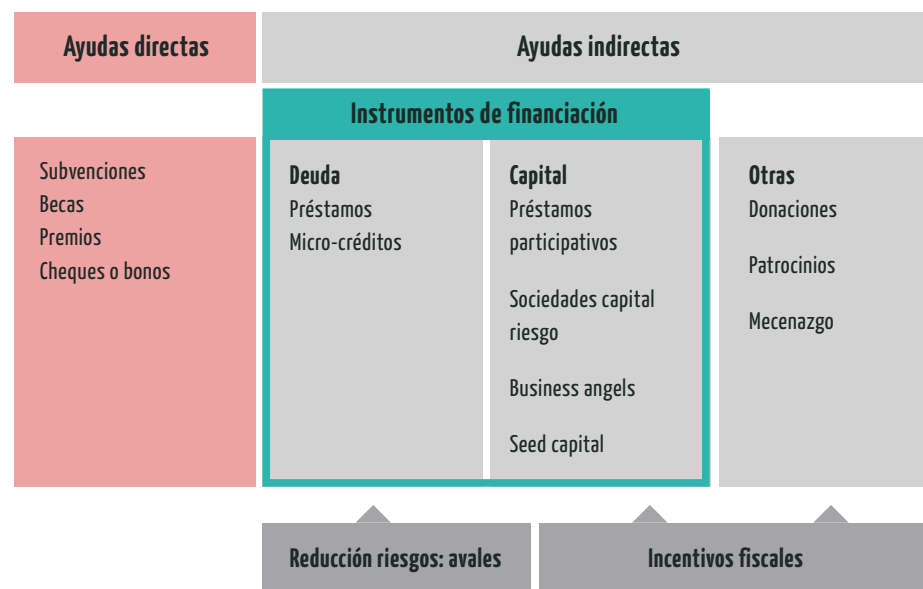 Ayudas directas
Ayudas indirectas
Instrumentos de financiación
Subvenciones
Becas
Premios
Cheques o bonos
Deuda
Préstamos
Micro-créditos
Capital
Préstamos
participativos
Sociedades capital
riesgo
Business angels
Seed capital
Otras
Donaciones
Patrocinios
Mecenazgo
Reducción riesgos: avales
Incentivos fiscales